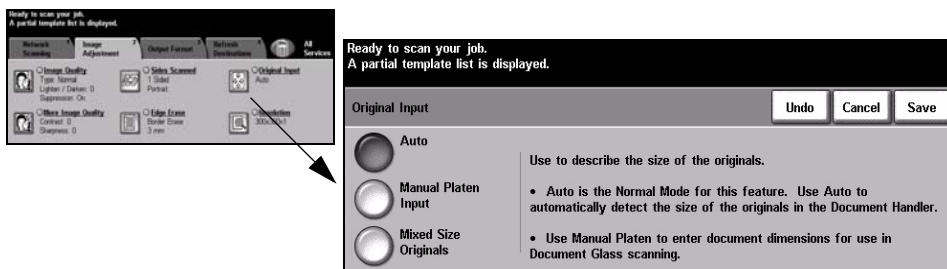 Ready to scan your job.
A partial template list is displayed.
Network Scanning
Image Adjustment
Output Format
Refresh Destinations
All Services
Image Quality
Type: Normal
Lighten / Darken: 0
Suppression: On
Sides Scanned
1 Sided
Portrait
Original Input
Auto
More Image Quality
Contrast: 0
Sharpness: 0
Edge Erase
Border Erase
3 mm
Resolution
Ready to scan your job.
A partial template list is displayed.
Original Input
Undo
Cancel
Save
Auto
Manual Platen
Input
Mixed Size
Originals
Use to describe the size of the originals.
• Auto is the Normal Mode for this feature. Use Auto to
automatically detect the size of the originals in the Document Handler.
• Use Manual Platen to enter document dimensions for use in
Document Glass scanning.